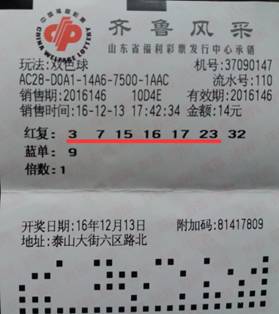 中国福利彩票
CHINA WELFARE LOTTERY
齐鲁风采
山东省福利彩票发行中心承销
玩法:双色球 机号:37090147
AC28-D0A1-14A6-7500-1AAC 流水号:110
销售期:2016146 10D4E 有效期:2016146
销售时间:16-12-13 17:42:34 金额:14元
红复: 3 7 15 16 17 23 32
蓝单: 9
倍数:1
开奖日期:16年12月13日 附加码:81417809
地址:泰山大街六区路北